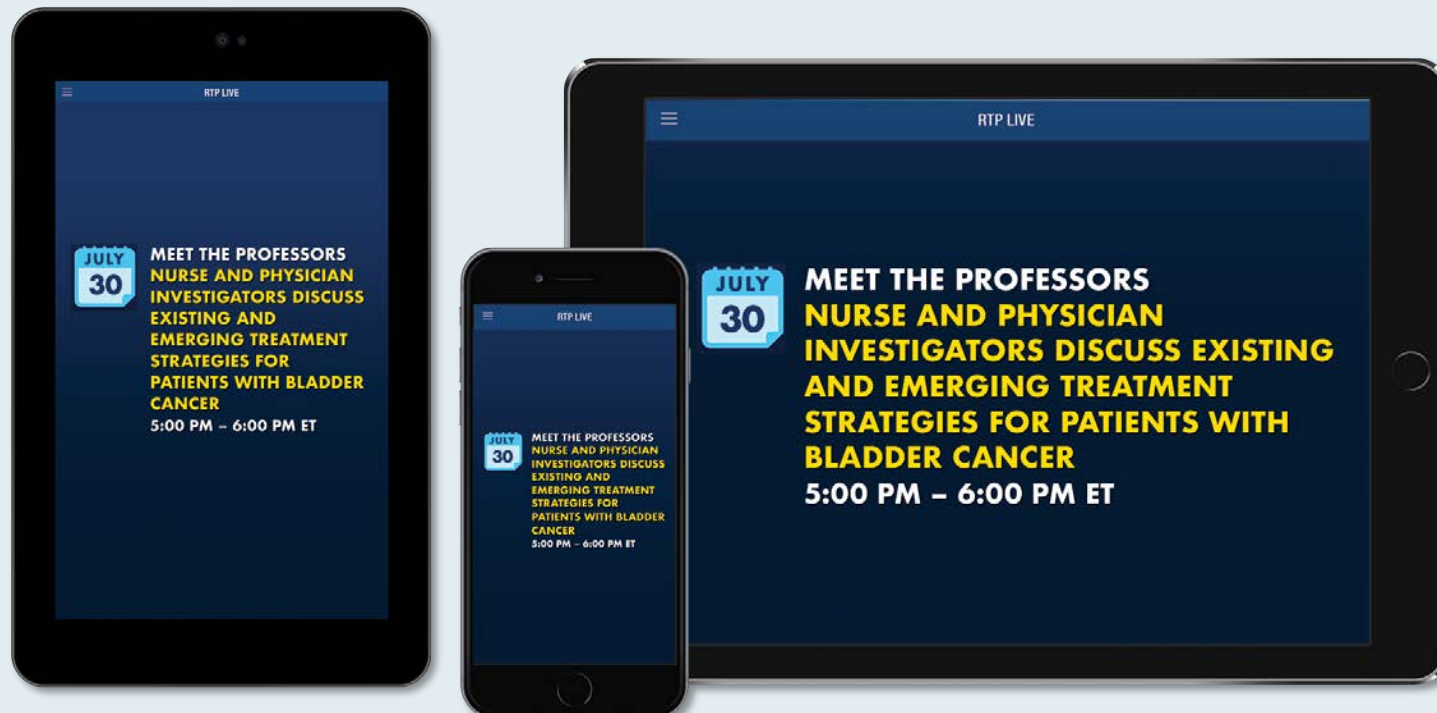 RTP LIVE
JULY
30
MEET THE PROFESSORS
NURSE AND PHYSICIAN
INVESTIGATORS DISCUSS
EXISTING AND
EMERGING TREATMENT
STRATEGIES FOR
PATIENTS WITH BLADDER
CANCER
5:00 PM – 6:00 PM ET
RTP LIVE
JULY
30
MEET THE PROFESSORS
NURSE AND PHYSICIAN
INVESTIGATORS DISCUSS
EXISTING AND
EMERGING TREATMENT
STRATEGIES FOR
PATIENTS WITH BLADDER
CANCER
5:00 PM – 6:00 PM ET
RTP LIVE
JULY
30
MEET THE PROFESSORS
NURSE AND PHYSICIAN
INVESTIGATORS DISCUSS EXISTING
AND EMERGING TREATMENT
STRATEGIES FOR PATIENTS WITH
BLADDER CANCER
5:00 PM – 6:00 PM ET